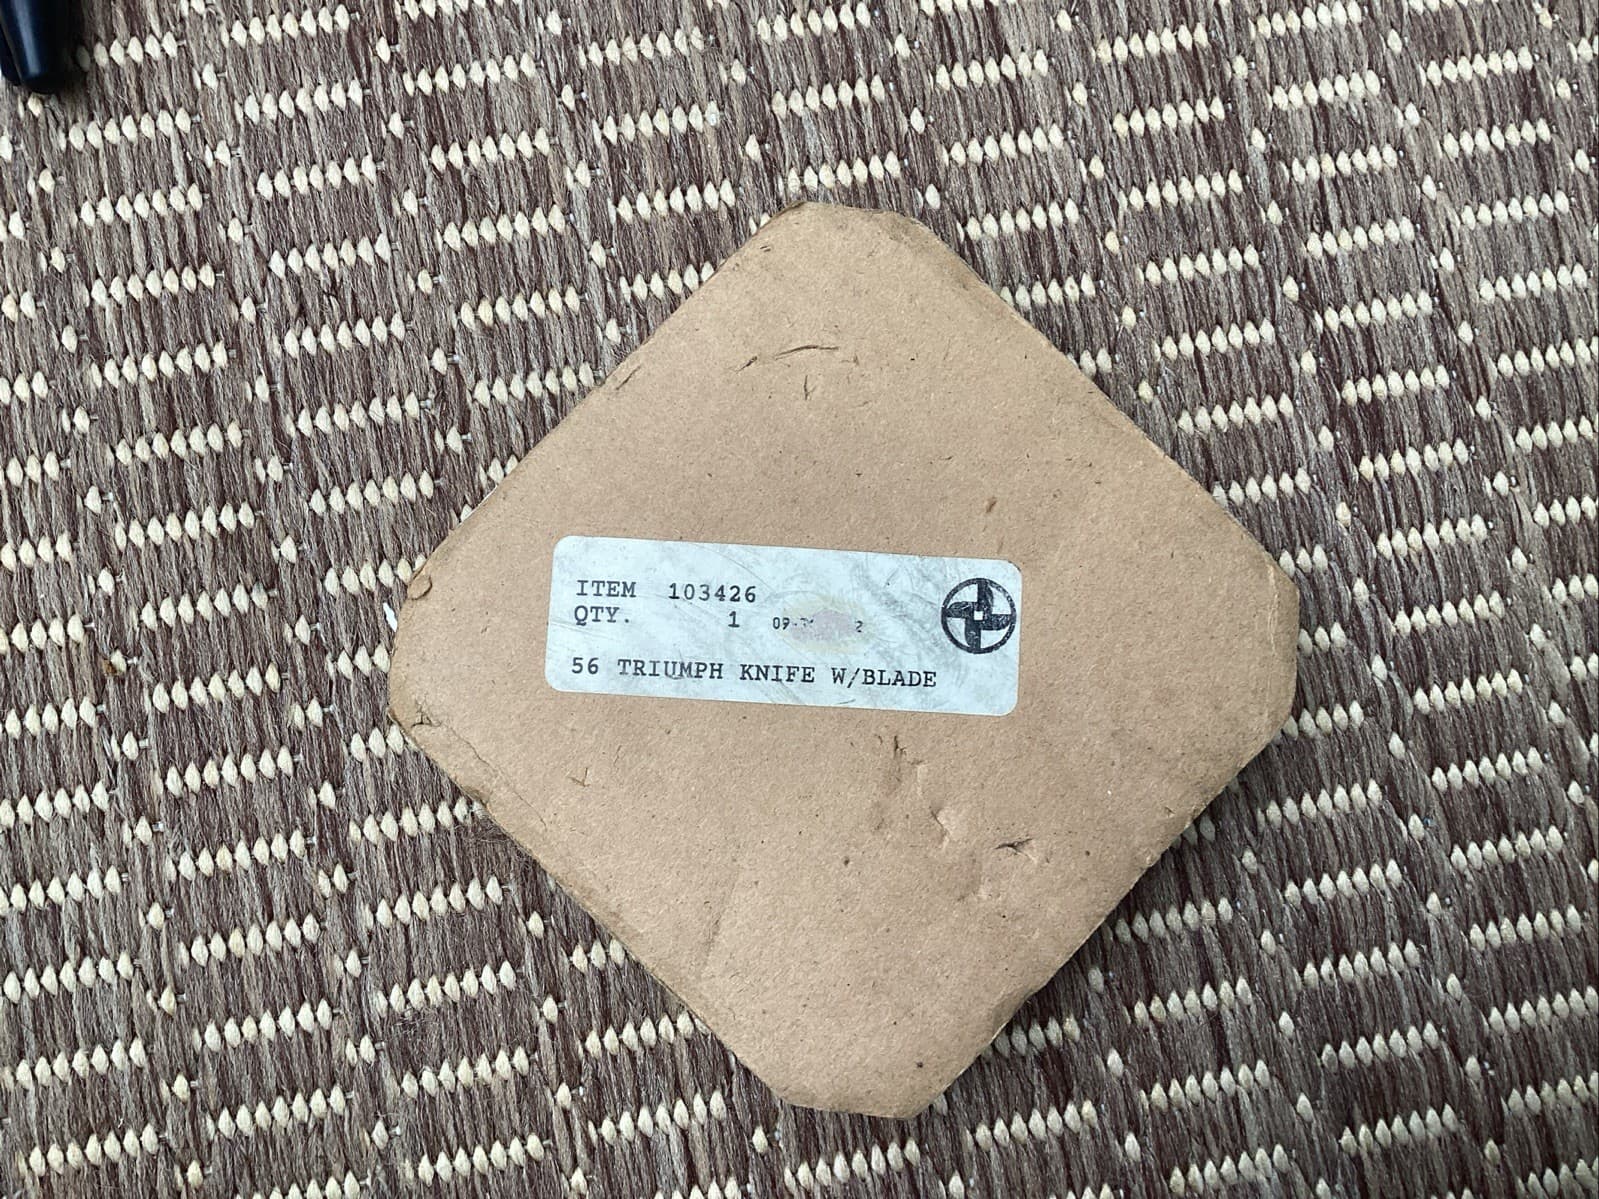 ITEM 103426
QTY. 1
56 TRIUMPH KNIFE W/BLADE